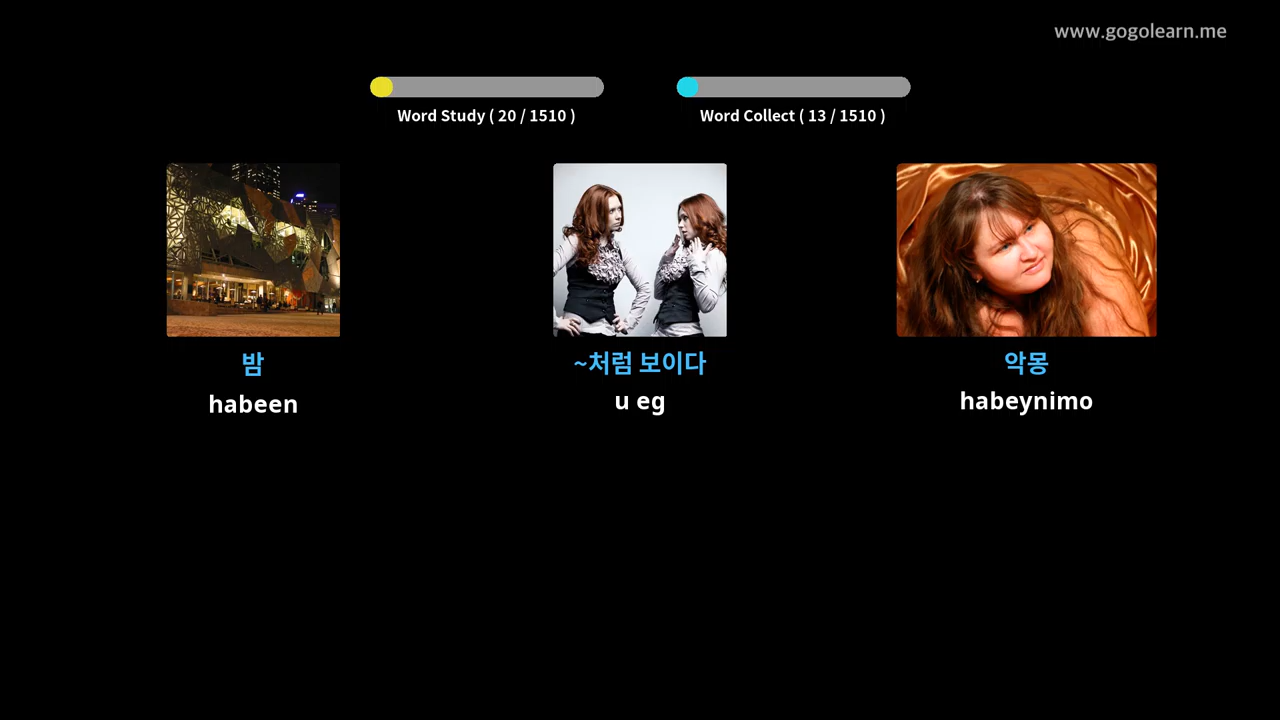 www.gogolearn.me
Word Study ( 20 / 1510 )
Word Collect ( 13 / 1510 )
밤
habeen
~처럼 보이다
u eg
악몽
habeynimo